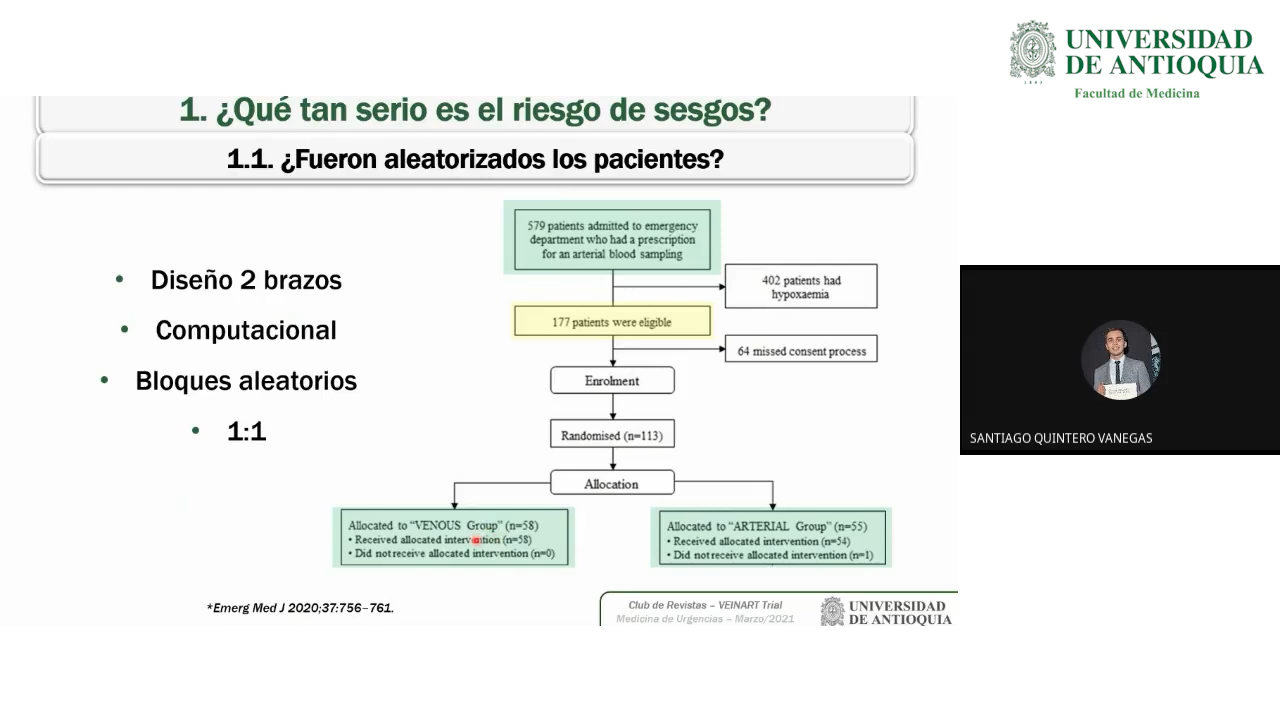 UNIVERSIDAD
DE ANTIOQUIA
1803
Facultad de Medicina
1. ¿Qué tan serio es el riesgo de sesgos?
1.1. ¿Fueron aleatorizados los pacientes?
• Diseño 2 brazos
• Computacional
• Bloques aleatorios
• 1:1
579 patients admitted to emergency
department who had a prescription
for an arterial blood sampling
402 patients had
hypoxaemia
177 patients were eligible
64 missed consent process
Enrolment
Randomised (n=113)
Allocation
Allocated to “VENOUS Group” (n=58)
• Received allocated intervention (n=58)
• Did not receive allocated intervention (n=0)
Allocated to “ARTERIAL Group” (n=55)
• Received allocated intervention (n=54)
• Did not receive allocated intervention (n=1)
SANTIAGO QUINTERO VANEGAS
*Emerg Med J 2020;37:756–761.
Club de Revistas – VEINART Trial
Medicina de Urgencias – Marzo/2021
UNIVERSIDAD
DE ANTIOQUIA